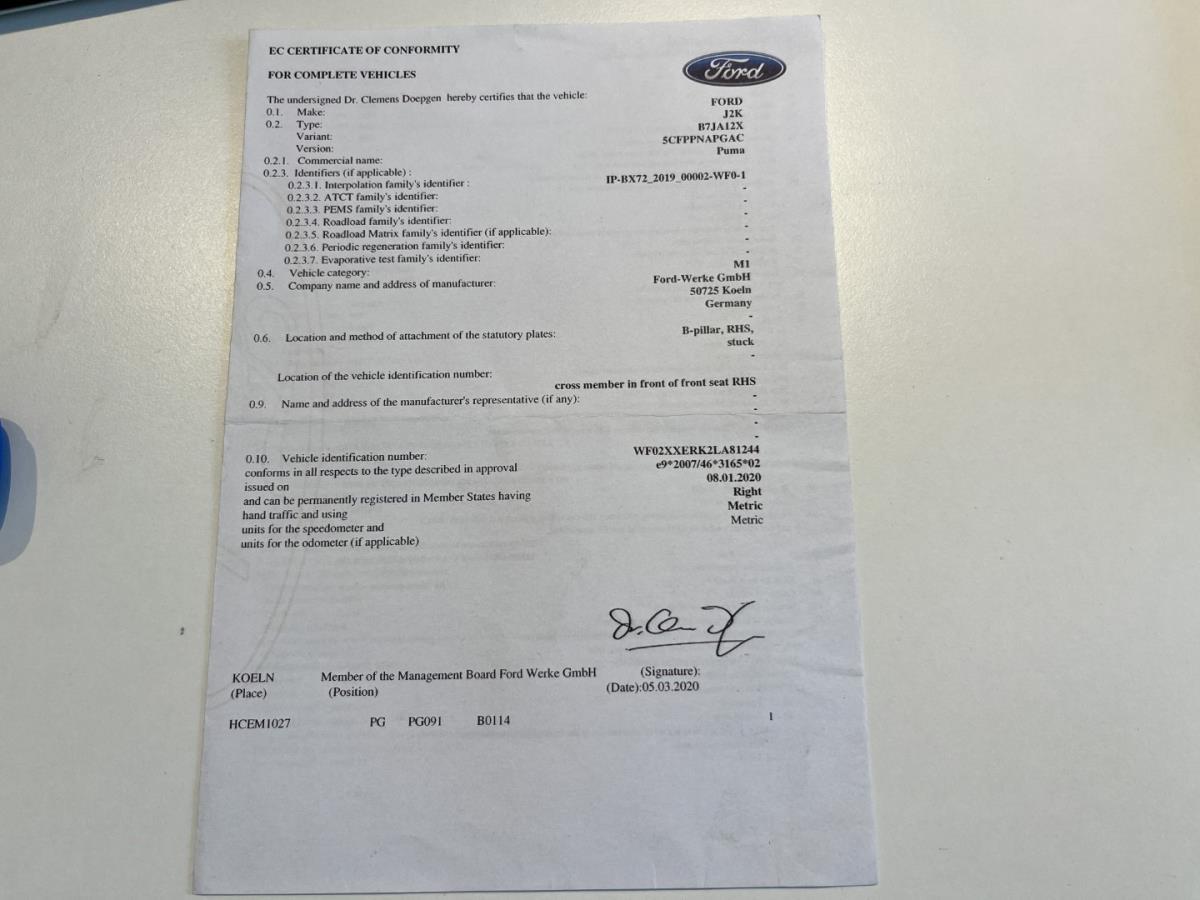 EC CERTIFICATE OF CONFORMITY
FOR COMPLETE VEHICLES
Ford
The undersigned Dr. Clemens Doepgen hereby certifies that the vehicle:
0.1. Make: FORD
0.2. Type: J2K
Variant: B7JA12X
Version: 5CFPPNAPGAC
0.2.1. Commercial name: Puma
0.2.3. Identifiers (if applicable) :
0.2.3.1. Interpolation family's identifier : IP-BX72_2019_00002-WF0-1
0.2.3.2. ATCT family's identifier: -
0.2.3.3. PEMS family's identifier: -
0.2.3.4. Roadload family's identifier: -
0.2.3.5. Roadload Matrix family's identifier (if applicable): -
0.2.3.6. Periodic regeneration family's identifier: -
0.2.3.7. Evaporative test family's identifier: -
0.4. Vehicle category: M1
0.5. Company name and address of manufacturer: Ford-Werke GmbH
50725 Koeln
Germany
-
0.6. Location and method of attachment of the statutory plates: B-pillar, RHS,
stuck
-
Location of the vehicle identification number:
cross member in front of front seat RHS
0.9. Name and address of the manufacturer's representative (if any): -
-
-
-
0.10. Vehicle identification number: WF02XXERK2LA81244
conforms in all respects to the type described in approval e9*2007/46*3165*02
issued on 08.01.2020
and can be permanently registered in Member States having Right
hand traffic and using Metric
units for the speedometer and Metric
units for the odometer (if applicable)
KOELN Member of the Management Board Ford Werke GmbH (Signature):
(Place) (Position) (Date):05.03.2020
HCEM1027 PG PG091 B0114 1